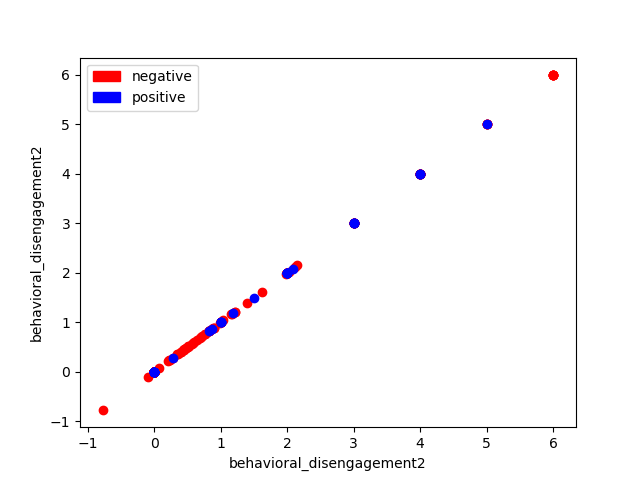 negative
positive
behavioral_disengagement2
6
5
4
3
2
1
0
−1
−1 0 1 2 3 4 5 6
behavioral_disengagement2